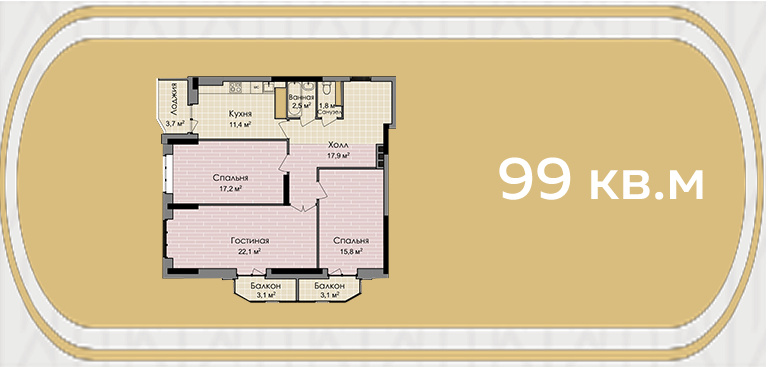 Лоджия
3,7 м²
Кухня
11,4 м²
Ванная
2,5 м²
1,8 м²
Санузел
Холл
17,9 м²
Спальня
17,2 м²
Гостиная
22,1 м²
Спальня
15,8 м²
Балкон
3,1 м²
Балкон
3,1 м²
99 кв.м